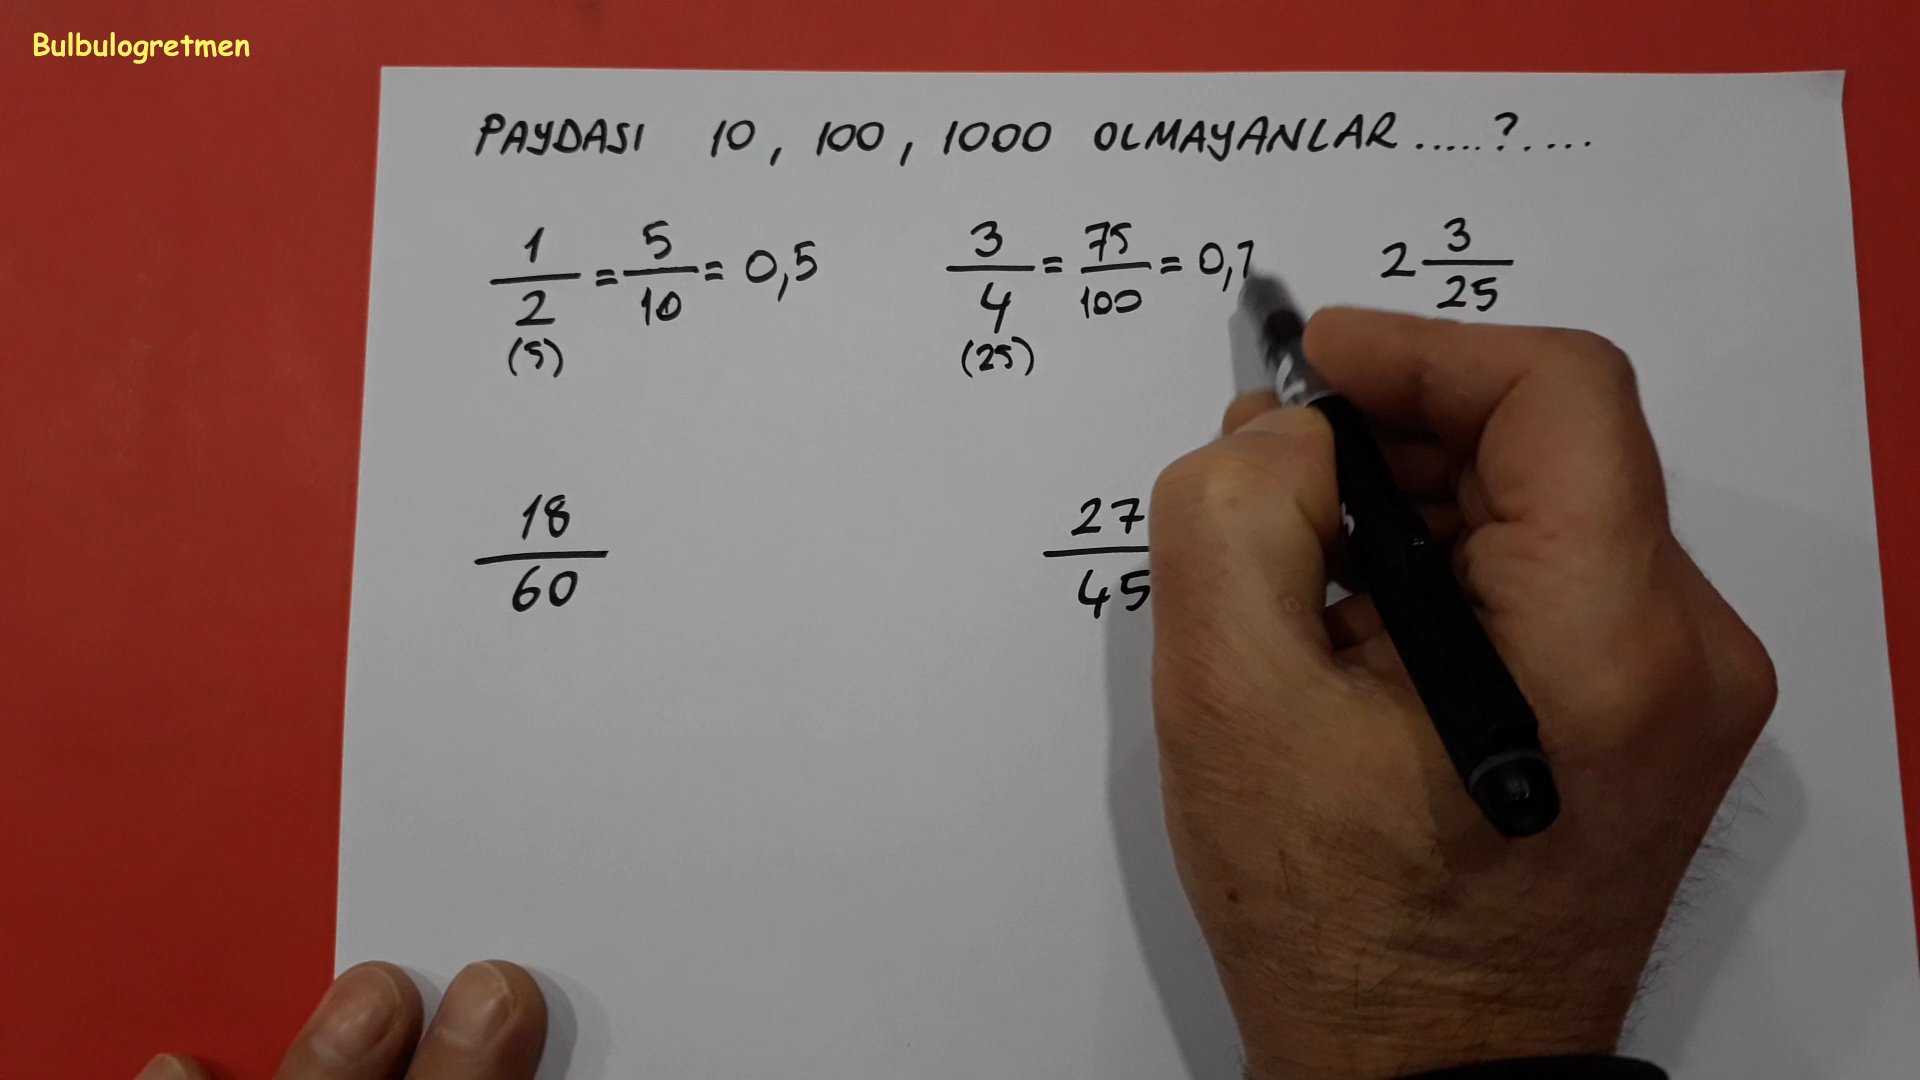 Bulbulogretmen
PAYDASI 10, 100, 1000 OLMAYANLAR.....?....
1/2 = 5/10 = 0,5   3/4 = 75/100 = 0,7   2 3/25
(5)   (25)
18/60   27/45